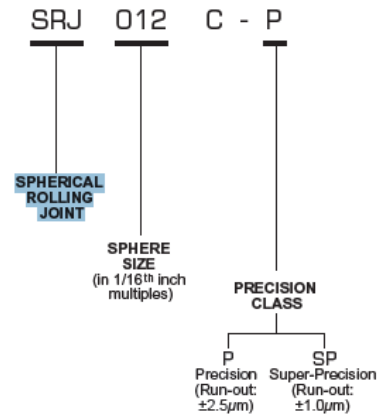 SRJ 012 C - P
SPHERICAL
ROLLING
JOINT
SPHERE
SIZE
(in 1/16th inch
multiples)
PRECISION
CLASS
P
Precision
(Run-out:
±2.5µm)
SP
Super-Precision
(Run-out:
±1.0µm)